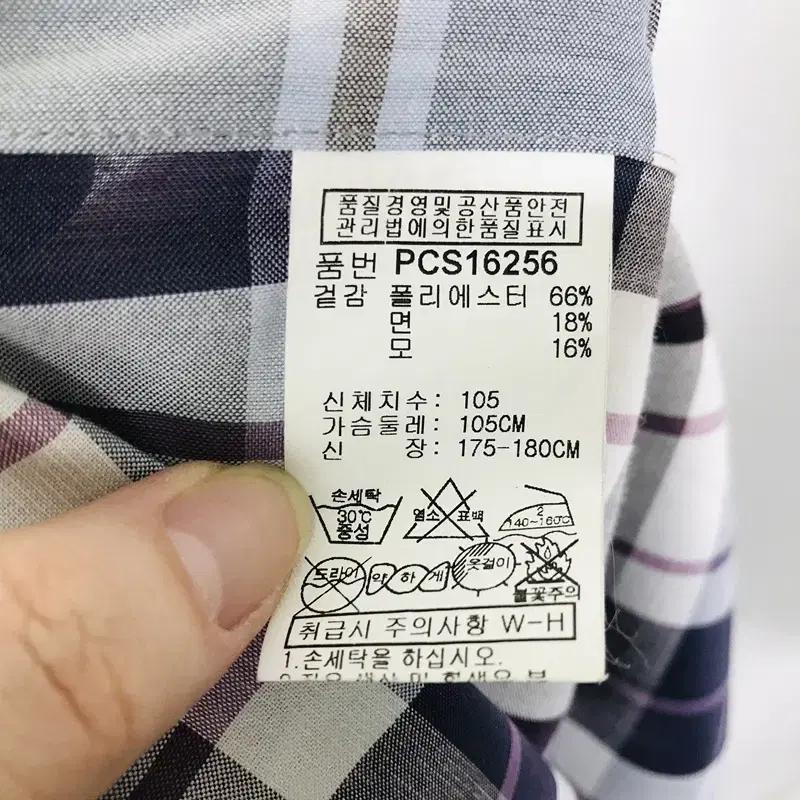 품질경영및공산품안전
관리법에의한품질표시
품번 PCS16256
겉감 폴리에스터 66%
면 18%
모 16%
신체치수: 105
가슴둘레: 105CM
신 장: 175-180CM
손세탁
30℃
중성
염소 표백
2
140~160℃
드라이
약하게
옷걸이
불꽃주의
취급시 주의사항 W-H
1.손세탁을 하십시오.